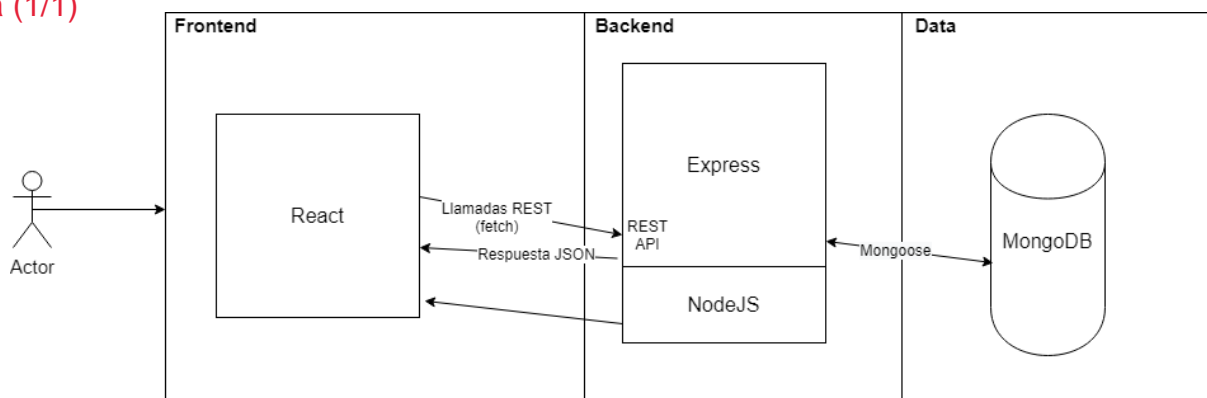 (1/1)
Frontend
Backend
Data
Actor
React
Llamadas REST
(fetch)
Respuesta JSON
Express
REST
API
NodeJS
Mongoose
MongoDB